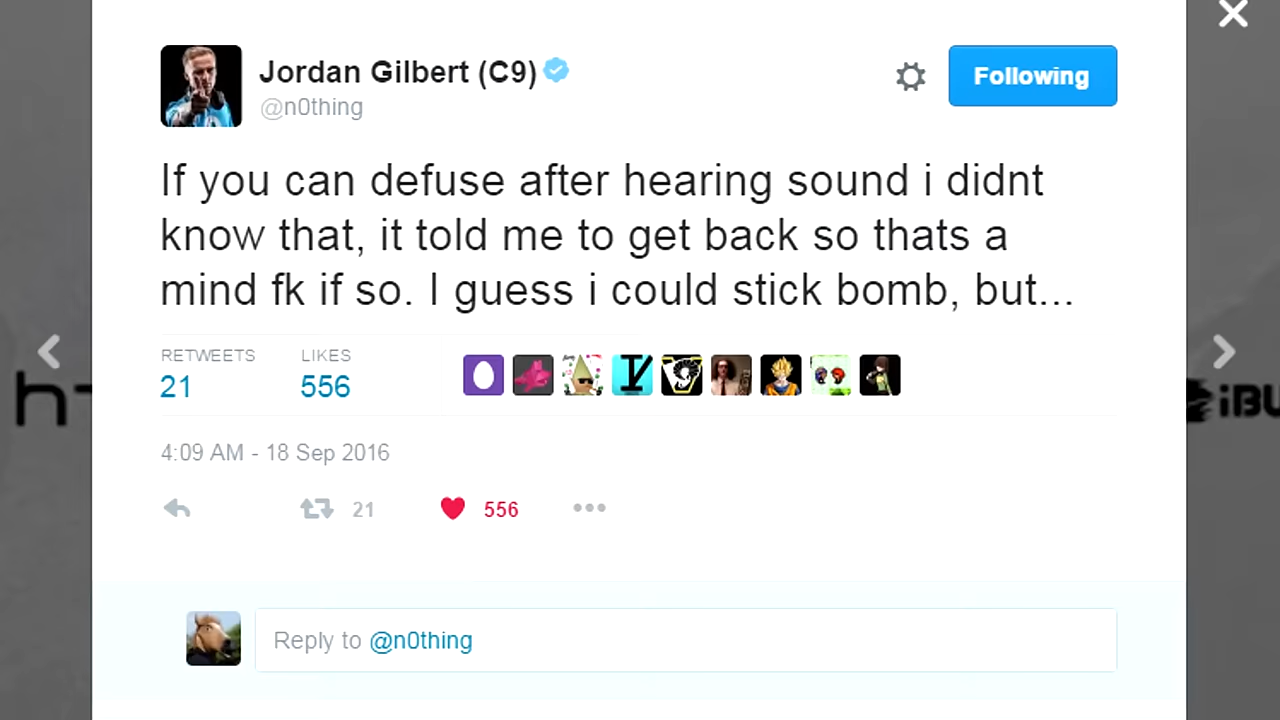 Jordan Gilbert (C9)
@n0thing
Following
If you can defuse after hearing sound i didnt
know that, it told me to get back so thats a
mind fk if so. I guess i could stick bomb, but...
RETWEETS LIKES
21 556
4:09 AM - 18 Sep 2016
21 556
Reply to @n0thing